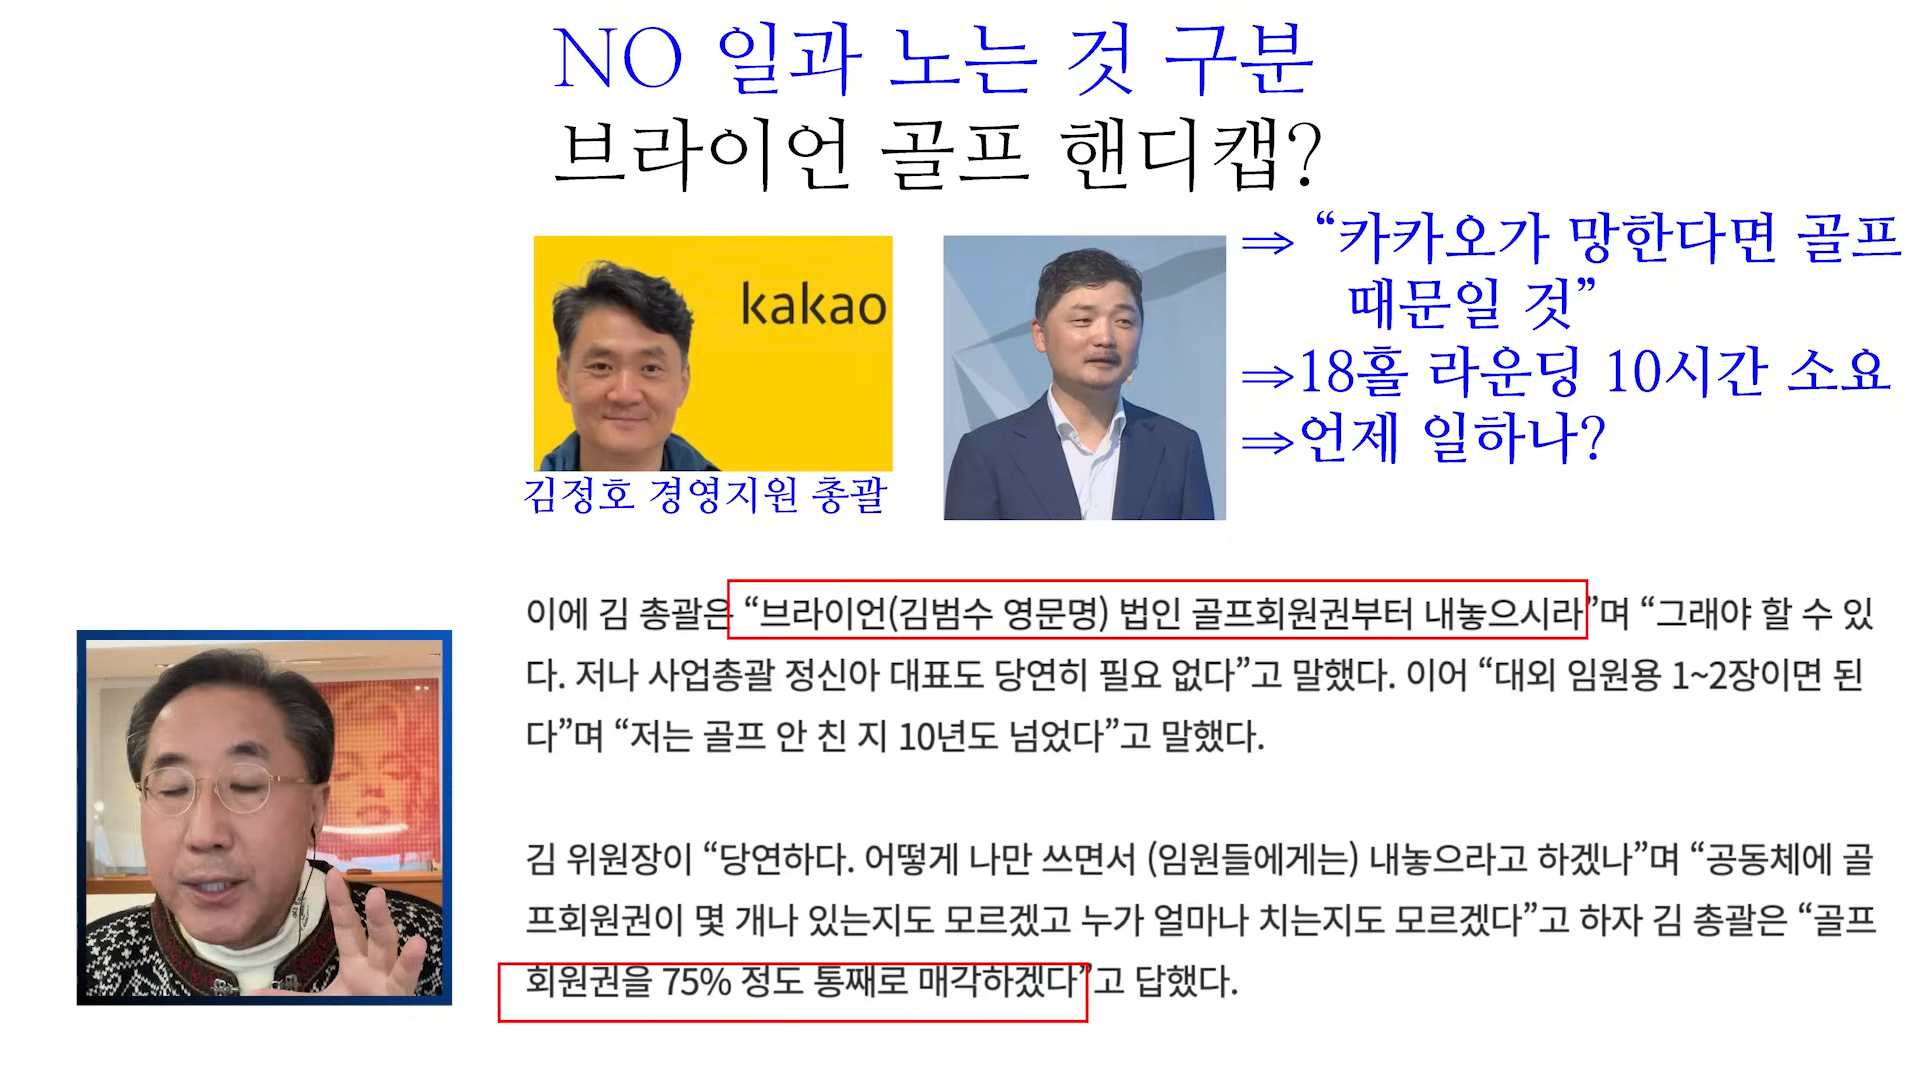 NO 일과 노는 것 구분
브라이언 골프 핸디캡?
kakao
김정호 경영지원 총괄
⇒ “카카오가 망한다면 골프
때문일 것”
⇒18홀 라운딩 10시간 소요
⇒언제 일하나?
이에 김 총괄은 “브라이언(김범수 영문명) 법인 골프회원권부터 내놓으시라”며 “그래야 할 수 있
다. 저나 사업총괄 정신아 대표도 당연히 필요 없다”고 말했다. 이어 “대외 임원용 1~2장이면 된
다”며 “저는 골프 안 친 지 10년도 넘었다”고 말했다.
김 위원장이 “당연하다. 어떻게 나만 쓰면서 (임원들에게는) 내놓으라고 하겠나”며 “공동체에 골
프회원권이 몇 개나 있는지도 모르겠고 누가 얼마나 치는지도 모르겠다”고 하자 김 총괄은 “골프
회원권을 75% 정도 통째로 매각하겠다”고 답했다.